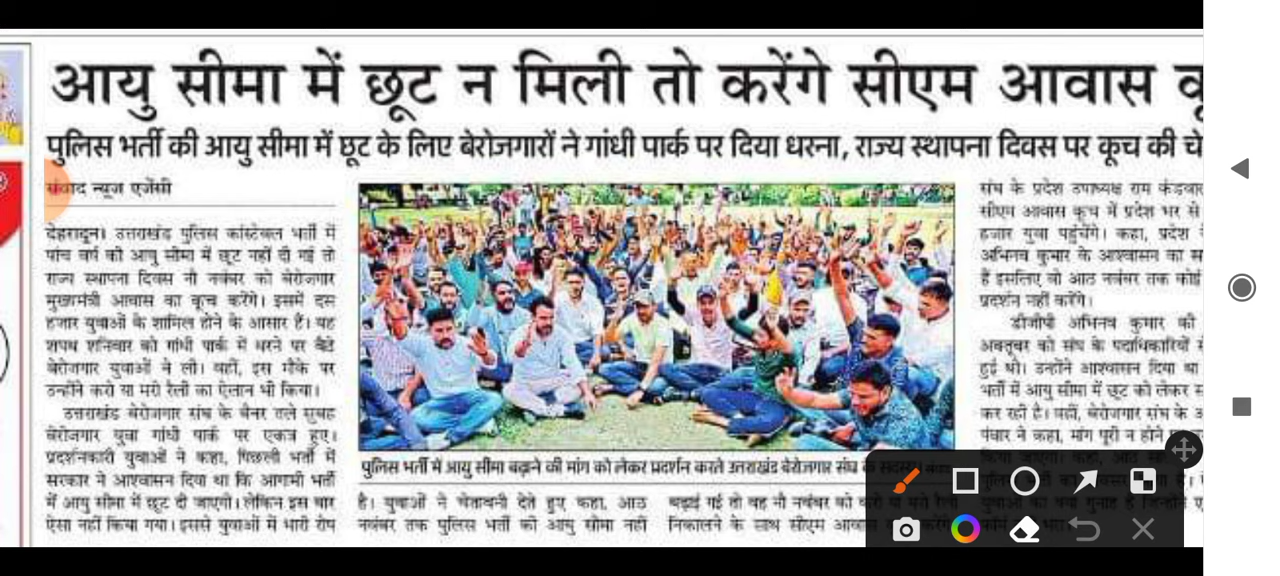 आयु सीमा में छूट न मिली तो करेंगे सीएम आवास
पुलिस भर्ती की आयु सीमा में छूट के लिए बेरोजगारों ने गांधी पार्क पर दिया धरना, राज्य स्थापना दिवस पर कूच की
संवाद न्यूज एजेंसी
देहरादून। उत्तराखंड पुलिस कांस्टेबल भर्ती में
पांच वर्ष की आयु सीमा में छूट नहीं दी गई तो
राज्य स्थापना दिवस नौ नवंबर को बेरोजगार
मुख्यमंत्री आवास का कूच करेंगे। इसमें दस
हजार युवाओं के शामिल होने के आसार हैं। यह
शपथ शनिवार को गांधी पार्क में धरने पर बैठे
बेरोजगार युवाओं ने ली। वहीं, इस मौके पर
उन्होंने करो या मरो रैली का ऐलान भी किया।
उत्तराखंड बेरोजगार संघ के बैनर तले सुबह
बेरोजगार युवा गांधी पार्क पर एकत्र हुए।
प्रदर्शनकारी युवाओं ने कहा, पिछली भर्ती में
सरकार ने आश्वासन दिया था कि आगामी भर्ती
में आयु सीमा में छूट दी जाएगी। लेकिन इस बार
ऐसा नहीं किया गया। इससे युवाओं में भारी रोष
पुलिस भर्ती में आयु सीमा बढ़ाने की मांग को लेकर प्रदर्शन करते उत्तराखंड बेरोजगार संघ के सदस्य।
है। युवाओं ने चेतावनी देते हुए कहा, आठ
नवंबर तक पुलिस भर्ती की आयु सीमा नहीं
बढ़ाई गई तो वह नौ नवंबर को करो या मरो रैली
निकालने के साथ सीएम आवास
संघ के प्रदेश उपाध्यक्ष राम कंडवाल
सीएम आवास कूच में प्रदेश भर से
हजार युवा पहुंचेंगे। कहा, प्रदेश
अभिनव कुमार के आश्वासन का
हैं इसलिए वो आठ नवंबर तक कोई
प्रदर्शन नहीं करेंगे।
डीजीपी अभिनव कुमार की
अक्तूबर को संघ के पदाधिकारियों
हुई थी। उन्होंने आश्वासन दिया था
भर्ती में आयु सीमा में छूट को लेकर
कर रही है। वहीं, बेरोजगार संघ के
पंवार ने कहा, मांग पूरी न होने